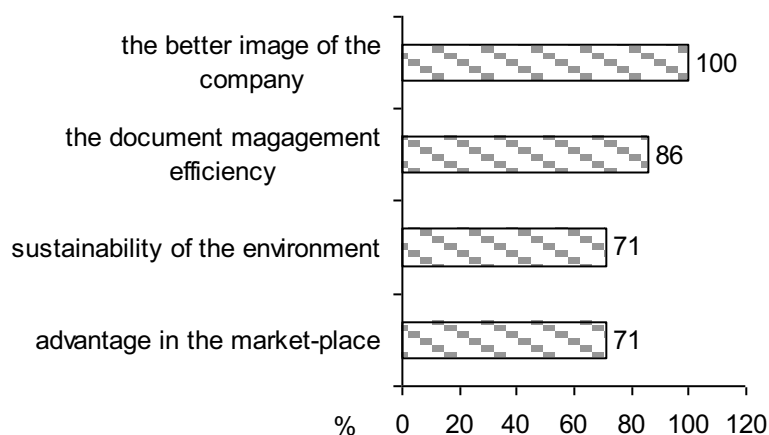 the better image of the
company
100
the document magagement
efficiency
86
sustainability of the environment
71
advantage in the market-place
71
% 0 20 40 60 80 100 120